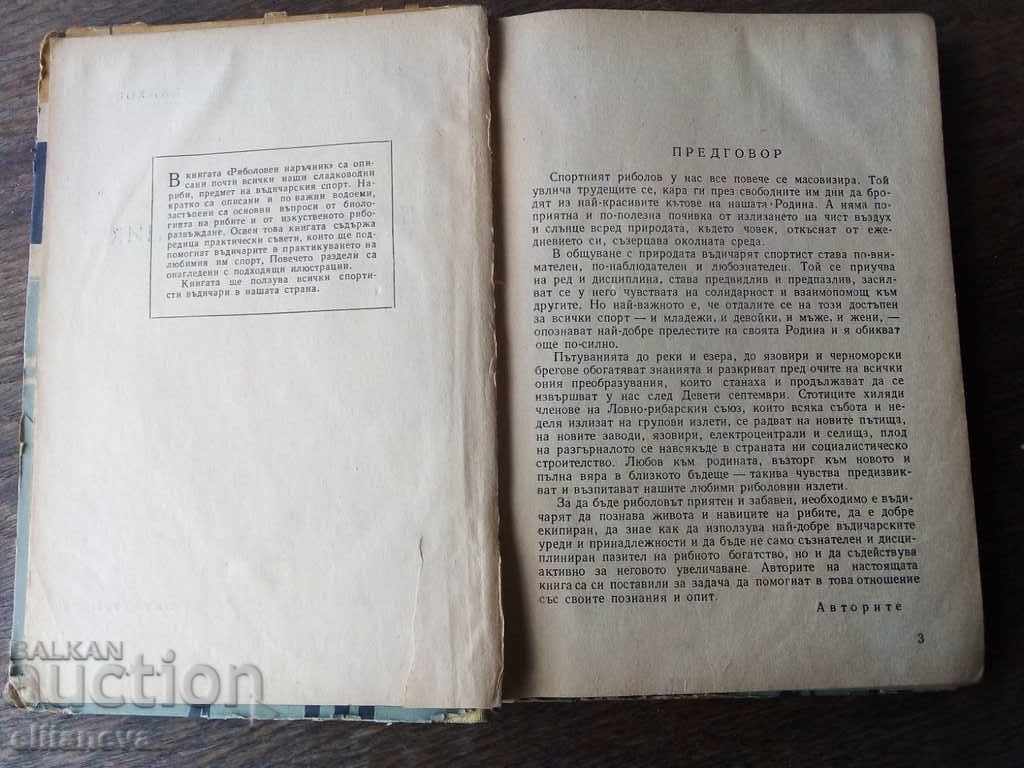 В книгата «Риболовен наръчник» са опи-
сани почти всички наши сладководни
риби, предмет на въдичарския спорт. На-
кратко са описани и по важни водоеми,
застъпени са основни въпроси от биоло-
гията на рибите и от изкуственото рибо-
развъждане. Освен това книгата съдържа
редица практически съвети, които ще под-
помогнат въдичарите в практикуването на
любимия им спорт, Повечето раздели са
онагледени с подходящи илюстрации.
Книгата ще ползува всички спорти-
сти въдичари в нашата страна.
ПРЕДГОВОР
Спортният риболов у нас все повече се масовизира. Той
увлича трудещите се, кара ги през свободните им дни да бро-
дят из най-красивите кътове на нашата Родина. А няма по-
приятна и по-полезна почивка от излизането на чист въздух
и слънце всред природата, където човек, откъснат от еже-
дневието си, съзерцава околната среда.
В общуване с природата въдичарят спортист става по-вни-
мателен, по-наблюдателен и любознателен. Той се приучва
на ред и дисциплина, става предвидлив и предпазлив, засил-
ват се у него чувствата на солидарност и взаимопомощ към
другите. Но най-важното е, че отдалите се на този достъпен
за всички спорт — и младежи, и девойки, и мъже, и жени, —
опознават най-добре прелестите на своята Родина и я обикват
още по-силно.
Пътуванията до реки и езера, до язовири и черноморски
брегове обогатяват знанията и разкриват пред очите на всички
ония преобразувания, които станаха и продължават да се
извършват у нас след Девети септември. Стотиците хиляди
членове на Ловно-рибарския съюз, които всяка събота и не-
деля излизат на групови излети, се радват на новите пътища,
на новите заводи, язовири, електроцентрали и селища, плод
на разгърналото се навсякъде в страната ни социалистическо
строителство. Любов към родината, възторг към новото и
пълна вяра в близкото бъдеще — такива чувства предизвик-
ват и възпитават нашите любими риболовни излети.
За да бъде риболовът приятен и забавен, необходимо е въди-
чарят да познава живота и навиците на рибите, да е добре
екипиран, да знае как да използува най-добре въдичарските
уреди и принадлежности и да бъде не само съзнателен и дисци-
плиниран пазител на рибното богатство, но и да съдействува
активно за неговото увеличаване. Авторите на настоящата
книга са си поставили за задача да помогнат в това отношение
със своите познания и опит.
Авторите
3
BALKAN
auction
elitaneva